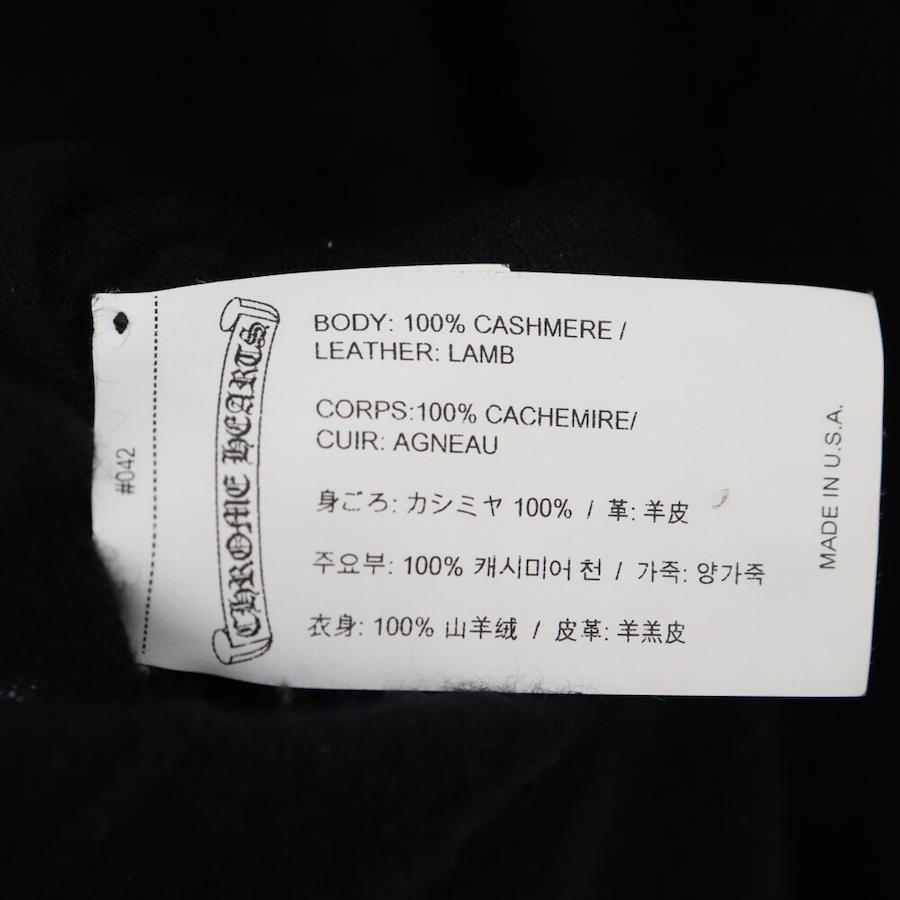 BODY: 100% CASHMERE /
LEATHER: LAMB
CORPS:100% CACHEMIRE/
CUIR: AGNEAU
身ごろ: カシミヤ 100% / 革: 羊皮
주요부: 100% 캐시미어 천 / 가죽: 양가죽
衣身: 100% 山羊绒 / 皮革: 羊羔皮
CHROME HEARTS
#042
MADE IN U.S.A.